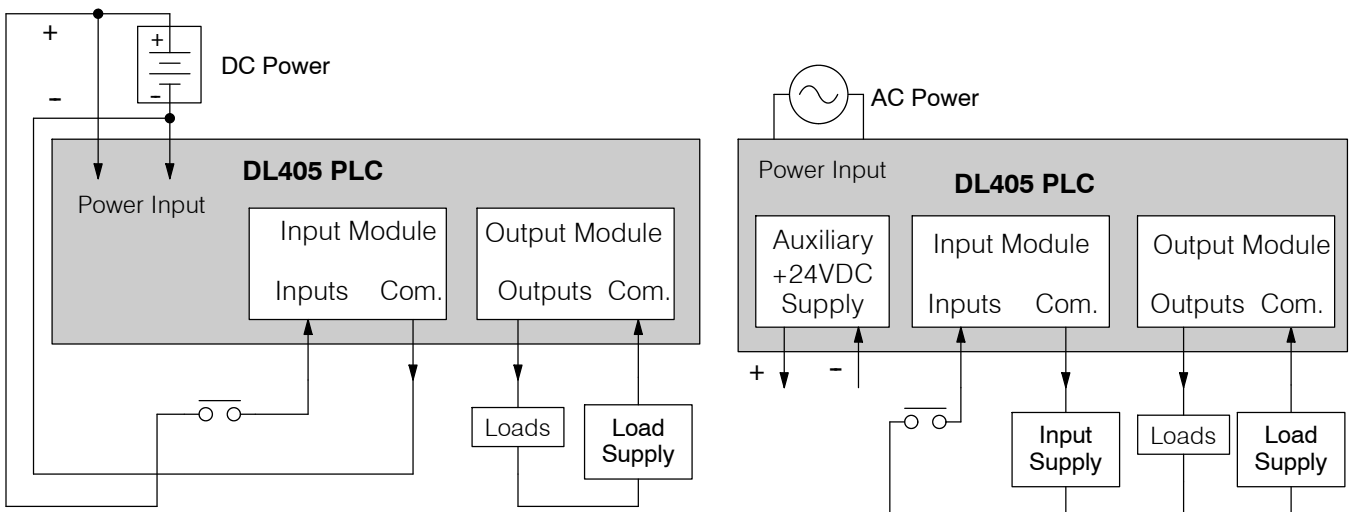 +
-
+
-
DC Power
DL405 PLC
Power Input
Input Module
Inputs Com.
Output Module
Outputs Com.
Loads
Load
Supply
AC Power
Power Input
DL405 PLC
Auxiliary
+24VDC
Supply
Input Module
Inputs Com.
Output Module
Outputs Com.
+ -
Input
Supply
Loads
Load
Supply